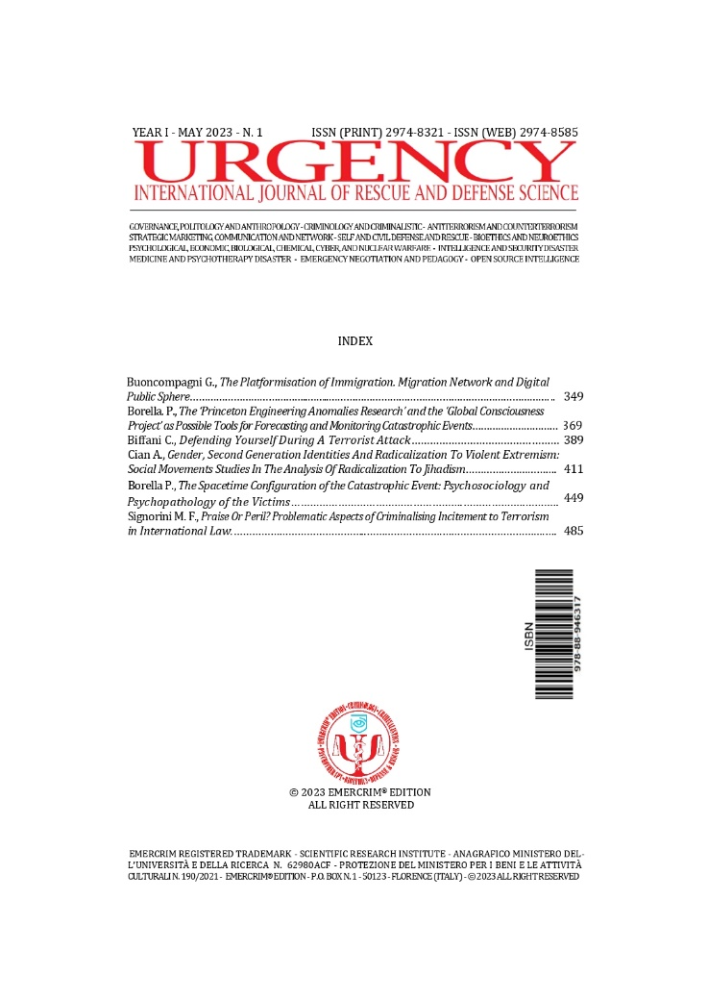 YEAR I - MAY 2023 - N. 1 ISSN (PRINT) 2974-8321 - ISSN (WEB) 2974-8585
URGENCY
INTERNATIONAL JOURNAL OF RESCUE AND DEFENSE SCIENCE
GOVERNANCE, POLITOLOGY AND ANTHROPOLOGY - CRIMINOLOGY AND CRIMINALISTIC - ANTITERRORISM AND COUNTERTERRORISM
STRATEGIC MARKETING, COMMUNICATION AND NETWORK - SELF AND CIVIL DEFENSE AND RESCUE - BIOETHICS AND NEUROETHICS
PSYCHOLOGICAL, ECONOMIC, BIOLOGICAL, CHEMICAL, CYBER, AND NUCLEAR WARFARE - INTELLIGENCE AND SECURITY DISASTER
MEDICINE AND PSYCHOTHERAPY DISASTER - EMERGENCY NEGOTIATION AND PEDAGOGY - OPEN SOURCE INTELLIGENCE
INDEX
Buoncompagni G., The Platformisation of Immigration. Migration Network and Digital
Public Sphere........ 349
Borella. P., The 'Princeton Engineering Anomalies Research' and the 'Global Consciousness
Project' as Possible Tools for Forecasting and Monitoring Catastrophic Events........ 369
Biffani C., Defending Yourself During A Terrorist Attack........ 389
Cian A., Gender, Second Generation Identities And Radicalization To Violent Extremism:
Social Movements Studies In The Analysis Of Radicalization To Jihadism........ 411
Borella P., The Spacetime Configuration of the Catastrophic Event: Psychosociology and
Psychopathology of the Victims........ 449
Signorini M. F., Praise Or Peril? Problematic Aspects of Criminalising Incitement to Terrorism
in International Law........ 485
ISBN
978-88-946317
© 2023 EMERCRIM® EDITION
ALL RIGHT RESERVED
EMERCRIM REGISTERED TRADEMARK - SCIENTIFIC RESEARCH INSTITUTE - ANAGRAFICO MINISTERO DEL-
L'UNIVERSITÀ E DELLA RICERCA N. 62980ACF - PROTEZIONE DEL MINISTERO PER I BENI E LE ATTIVITÀ
CULTURALI N. 190/2021 - EMERCRIM® EDITION - P.O. BOX N. 1 - 50123 - FLORENCE (ITALY) - © 2023 ALL RIGHT RESERVED